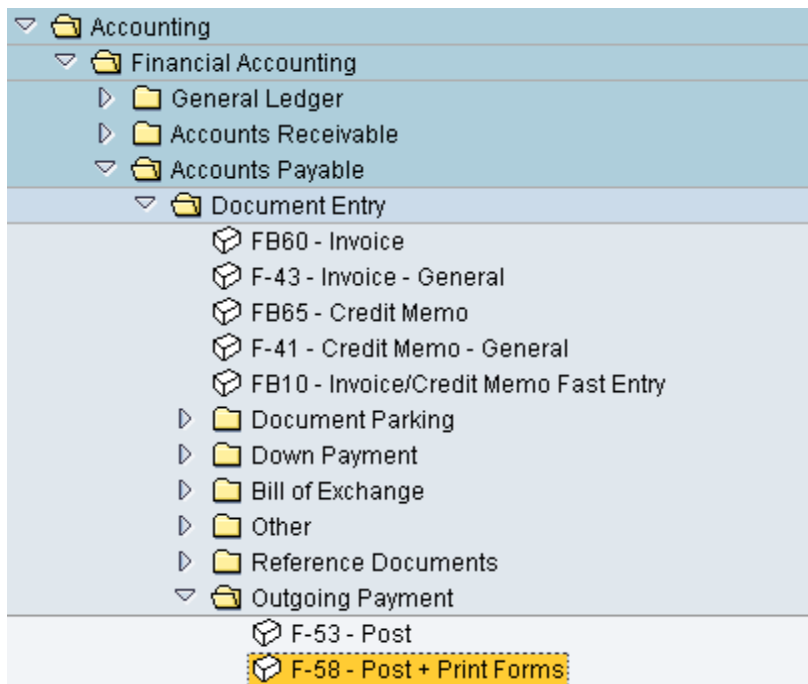 Accounting
Financial Accounting
General Ledger
Accounts Receivable
Accounts Payable
Document Entry
FB60 - Invoice
F-43 - Invoice - General
FB65 - Credit Memo
F-41 - Credit Memo - General
FB10 - Invoice/Credit Memo Fast Entry
Document Parking
Down Payment
Bill of Exchange
Other
Reference Documents
Outgoing Payment
F-53 - Post
F-58 - Post + Print Forms